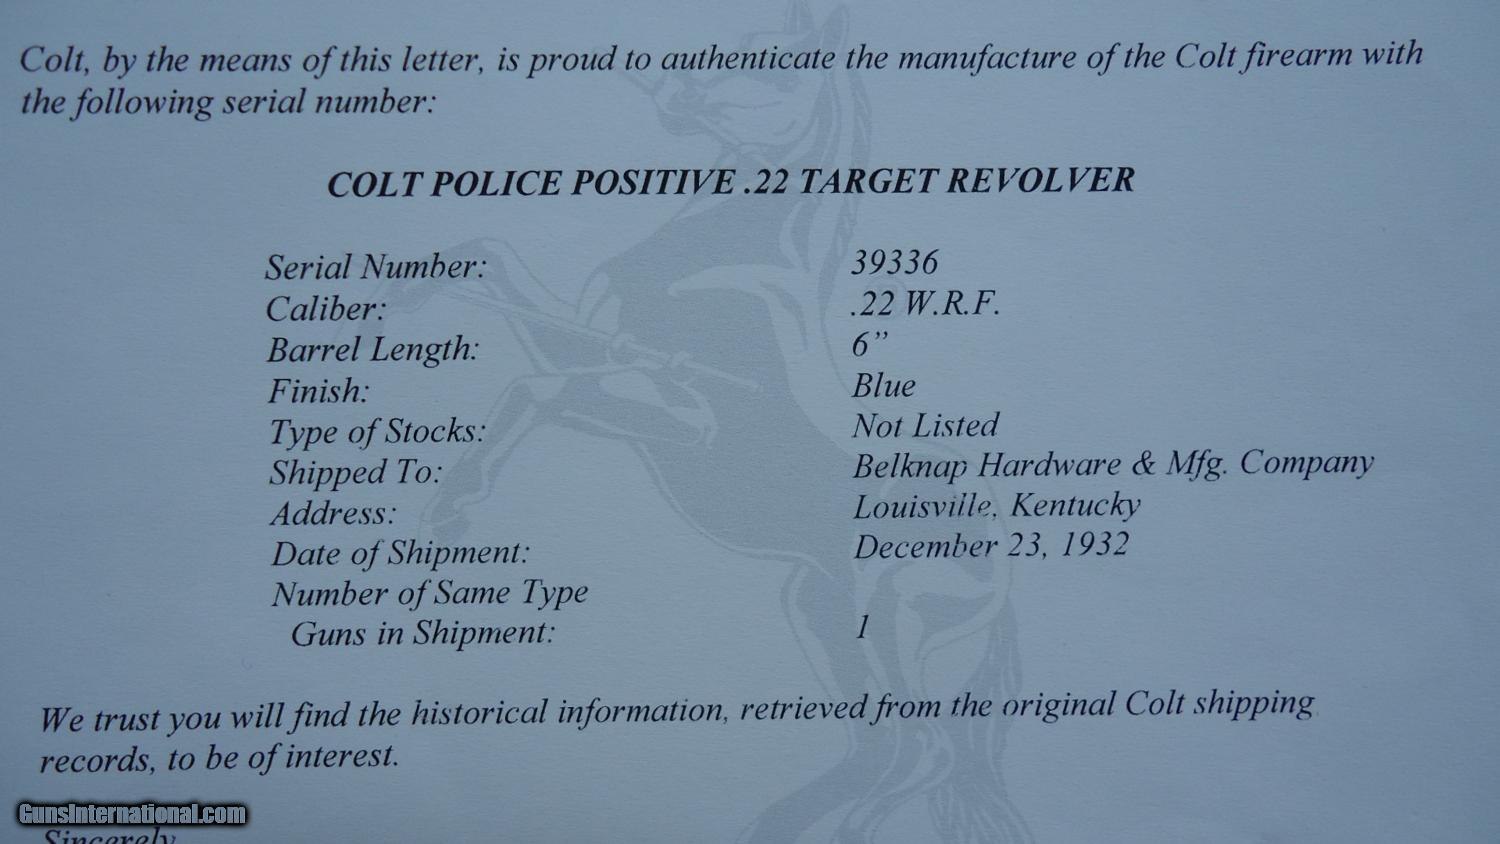 Colt, by the means of this letter, is proud to authenticate the manufacture of the Colt firearm with
the following serial number:
COLT POLICE POSITIVE .22 TARGET REVOLVER
Serial Number: 39336
Caliber: .22 W.R.F.
Barrel Length: 6”
Finish: Blue
Type of Stocks: Not Listed
Shipped To: Belknap Hardware & Mfg. Company
Address: Louisville, Kentucky
Date of Shipment: December 23, 1932
Number of Same Type
Guns in Shipment: 1
We trust you will find the historical information, retrieved from the original Colt shipping
records, to be of interest.
GunsInternational.com
Sincerely